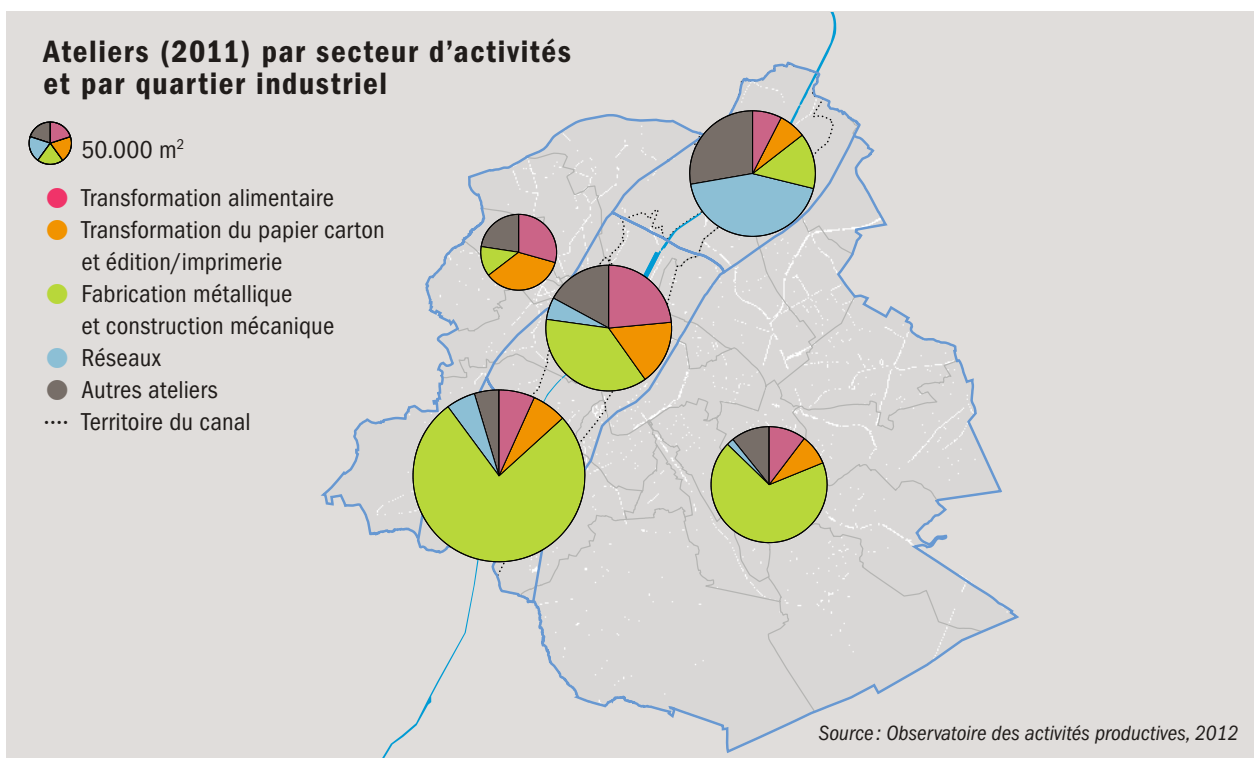 Ateliers (2011) par secteur d'activités
et par quartier industriel
50.000 m²
Transformation alimentaire
Transformation du papier carton
et édition/imprimerie
Fabrication métallique
et construction mécanique
Réseaux
Autres ateliers
Territoire du canal
Source : Observatoire des activités productives, 2012